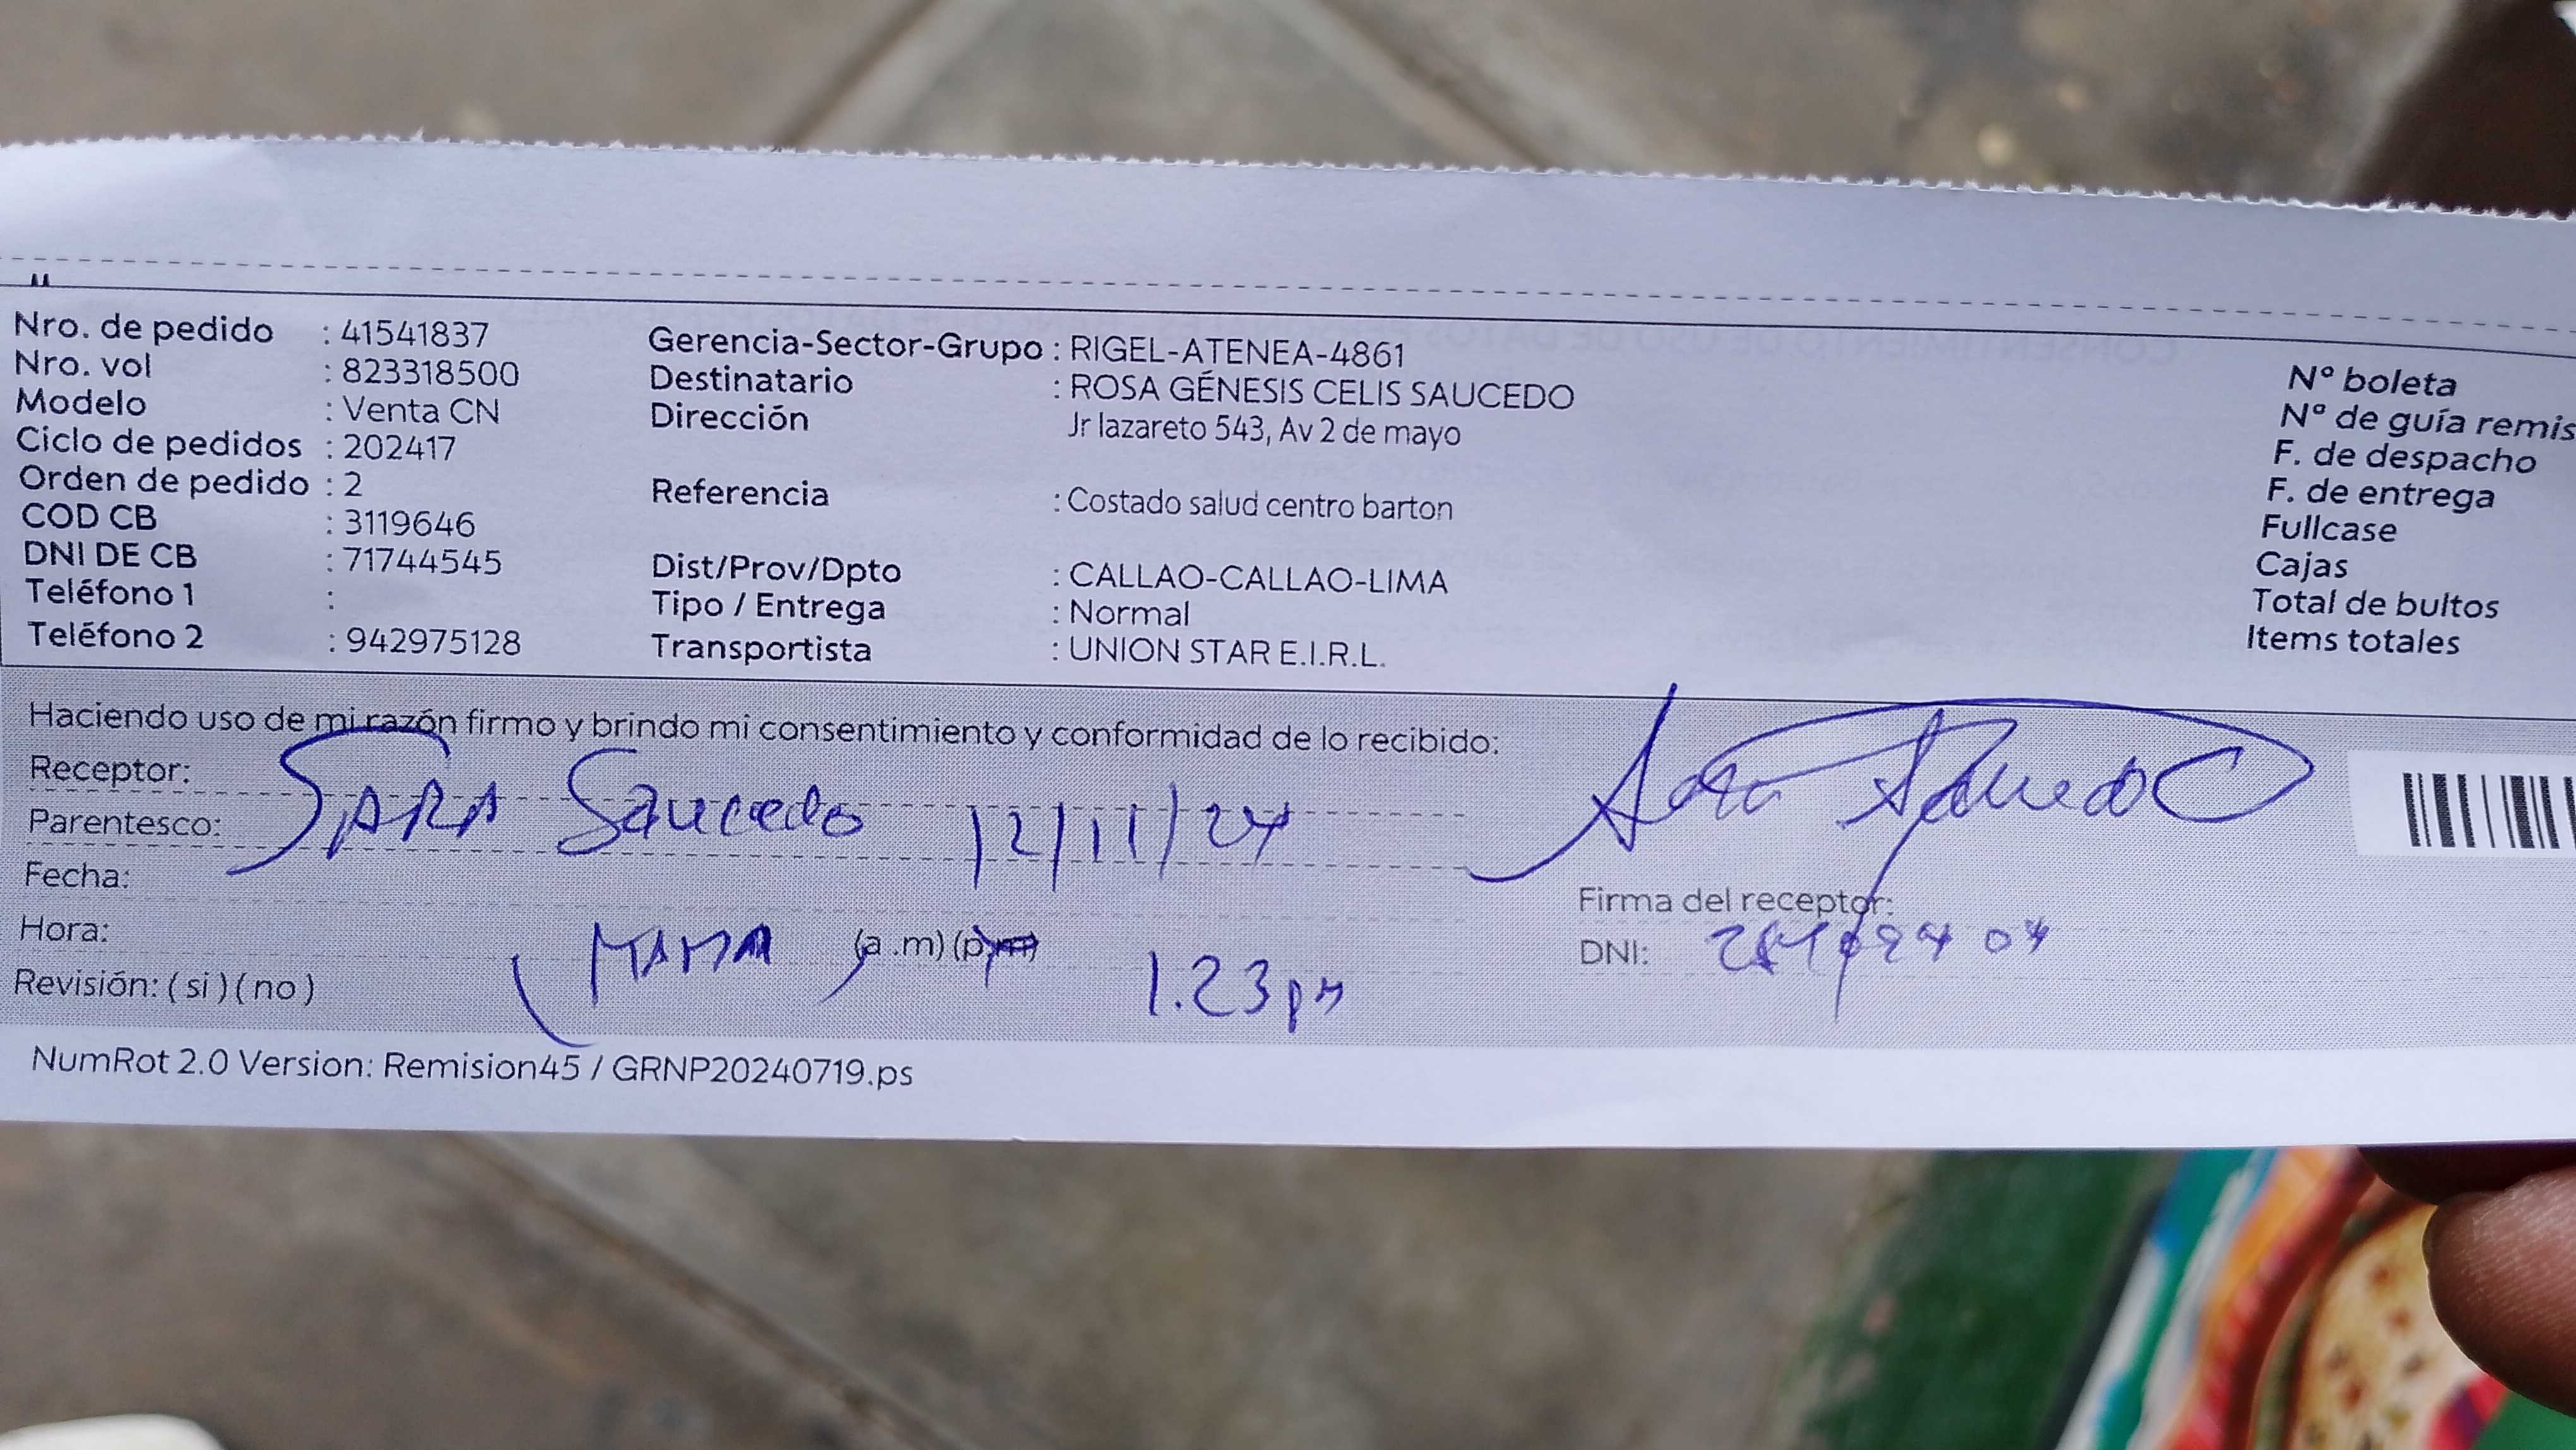 Nro. de pedido : 41541837
Nro. vol : 823318500
Modelo : Venta CN
Ciclo de pedidos : 202417
Orden de pedido : 2
COD CB : 3119646
DNI DE CB : 71744545
Teléfono 1 :
Teléfono 2 : 942975128
Gerencia-Sector-Grupo : RIGEL-ATENEA-4861
Destinatario : ROSA GÉNESIS CELIS SAUCEDO
Dirección Jr lazareto 543, Av 2 de mayo
Referencia : Costado salud centro barton
Dist/Prov/Dpto : CALLAO-CALLAO-LIMA
Tipo / Entrega : Normal
Transportista : UNION STAR E.I.R.L.
Nº boleta
Nº de guía remis
F. de despacho
F. de entrega
Fullcase
Cajas
Total de bultos
Items totales
Haciendo uso de mi razón firmo y brindo mi consentimiento y conformidad de lo recibido:
Receptor:
Parentesco: SARA Saucedo 12/11/24
Fecha:
Hora: MAMA (a .m) (p.m) 1.23 pm
Revisión: ( si ) ( no )
Sara Saucedo C
Firma del receptor:
DNI:
NumRot 2.0 Version: Remision45 / GRNP20240719.ps